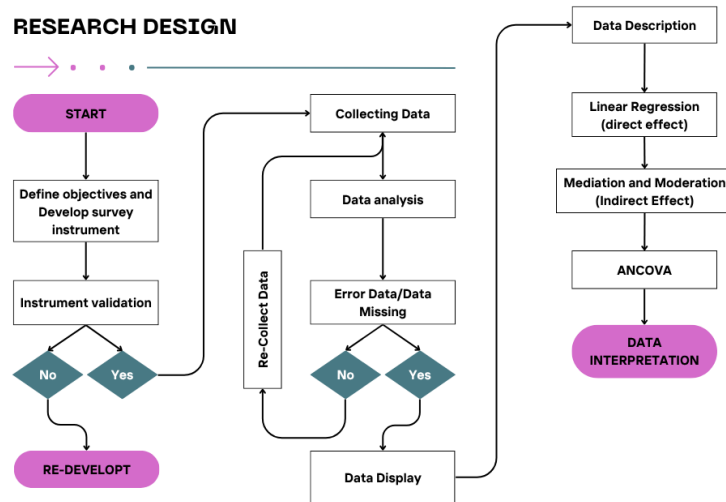 RESEARCH DESIGN
START
Define objectives and
Develop survey
instrument
Instrument validation
No
Yes
RE-DEVELOPT
Collecting Data
Data analysis
Re-Collect Data
Error Data/Data
Missing
No
Yes
Data Display
Data Description
Linear Regression
(direct effect)
Mediation and Moderation
(Indirect Effect)
ANCOVA
DATA
INTERPRETATION